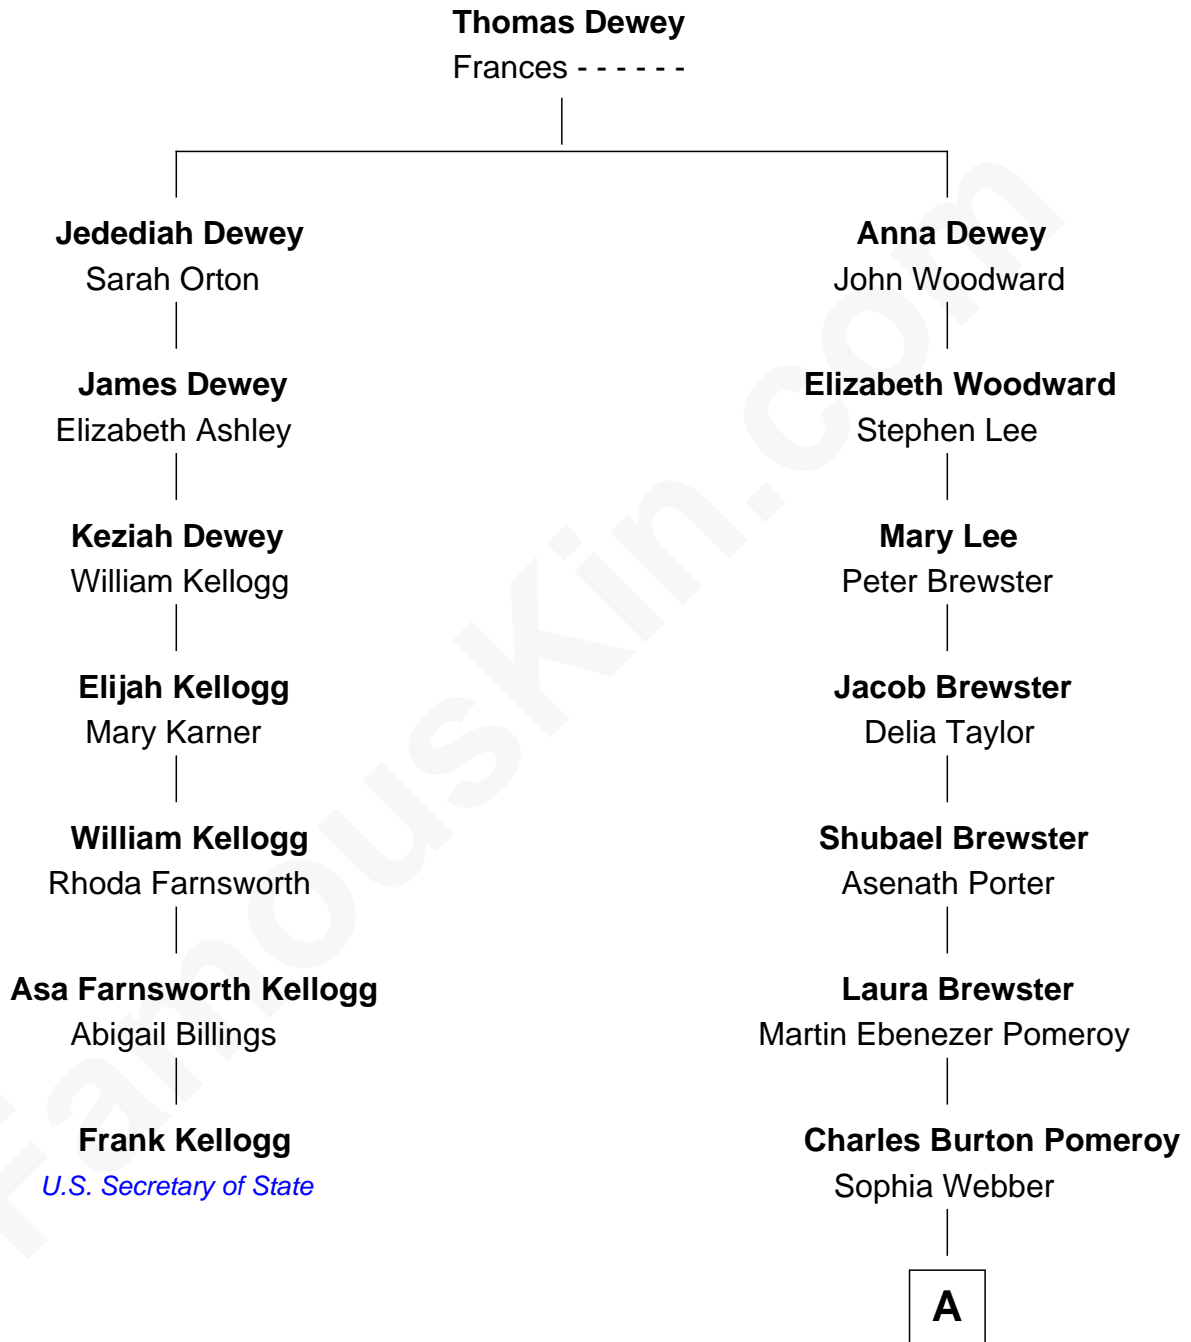 Thomas Dewey
Frances - - - - - -
Jedediah Dewey
Sarah Orton
Anna Dewey
John Woodward
James Dewey
Elizabeth Ashley
Elizabeth Woodward
Stephen Lee
Keziah Dewey
William Kellogg
Mary Lee
Peter Brewster
Elijah Kellogg
Mary Karner
Jacob Brewster
Delia Taylor
William Kellogg
Rhoda Farnsworth
Shubael Brewster
Asenath Porter
Asa Farnsworth Kellogg
Abigail Billings
Laura Brewster
Martin Ebenezer Pomeroy
Frank Kellogg
U.S. Secretary of State
Charles Burton Pomeroy
Sophia Webber
A
FamousKin.com